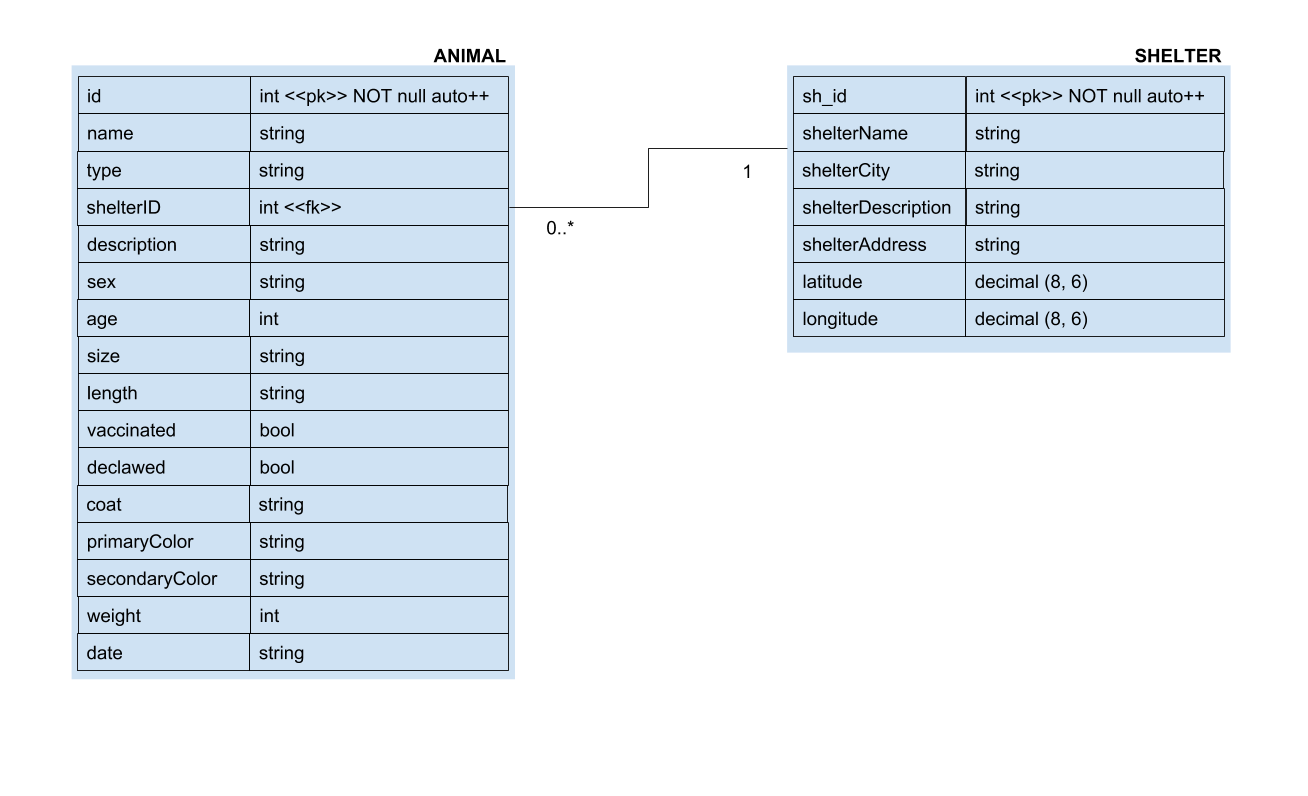 ANIMAL
id int <<pk>> NOT null auto++
name string
type string
shelterID int <<fk>>
description string
sex string
age int
size string
length string
vaccinated bool
declawed bool
coat string
primaryColor string
secondaryColor string
weight int
date string
0..*
1
SHELTER
sh_id int <<pk>> NOT null auto++
shelterName string
shelterCity string
shelterDescription string
shelterAddress string
latitude decimal (8, 6)
longitude decimal (8, 6)